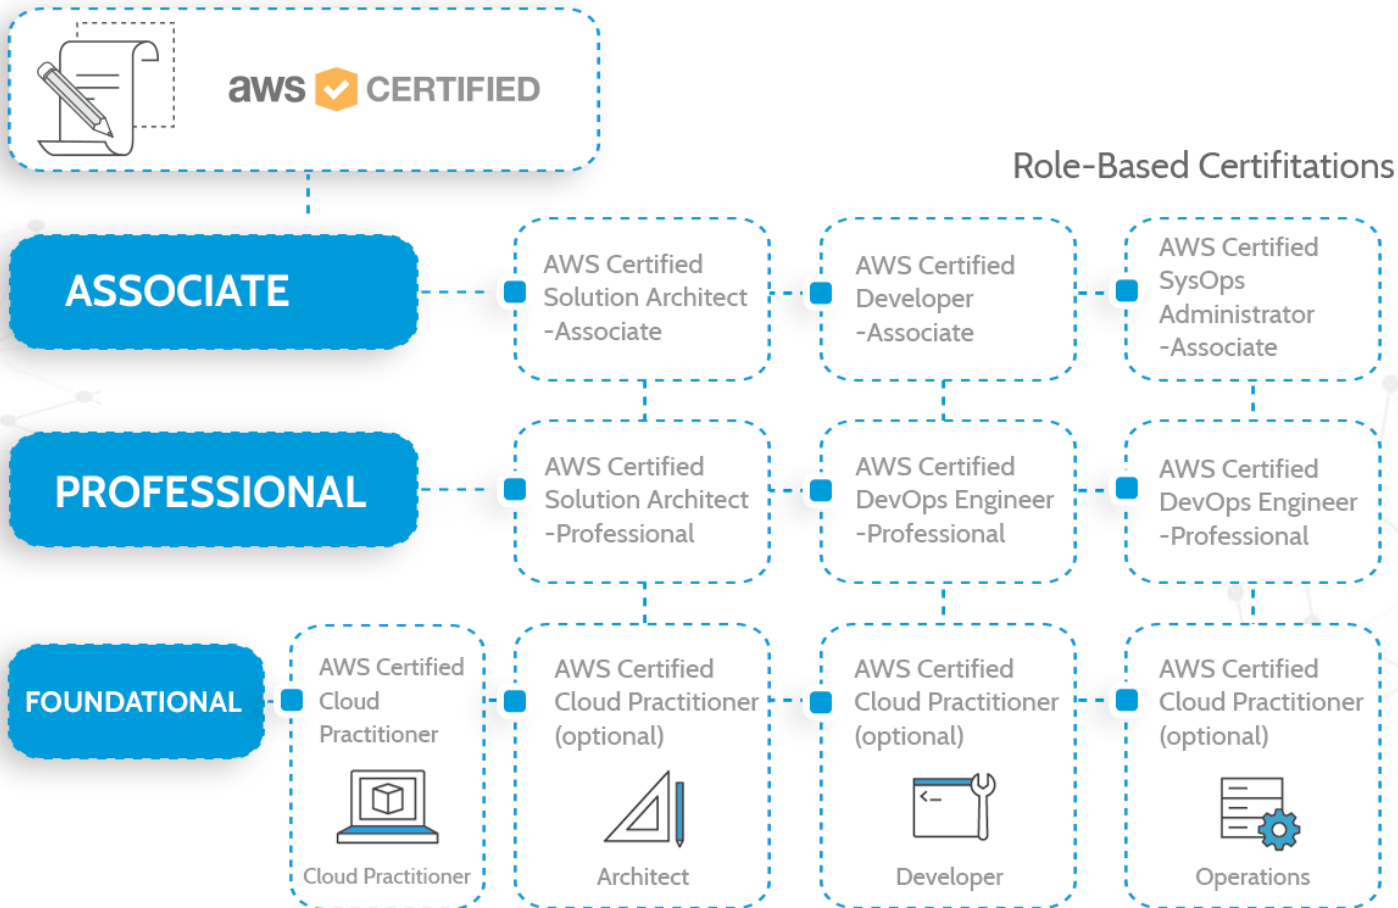 aws CERTIFIED
Role-Based Certifitations
ASSOCIATE
AWS Certified
Solution Architect
-Associate
AWS Certified
Developer
-Associate
AWS Certified
SysOps
Administrator
-Associate
PROFESSIONAL
AWS Certified
Solution Architect
-Professional
AWS Certified
DevOps Engineer
-Professional
AWS Certified
DevOps Engineer
-Professional
FOUNDATIONAL
AWS Certified
Cloud
Practitioner
Cloud Practitioner
AWS Certified
Cloud Practitioner
(optional)
Architect
AWS Certified
Cloud Practitioner
(optional)
Developer
AWS Certified
Cloud Practitioner
(optional)
Operations